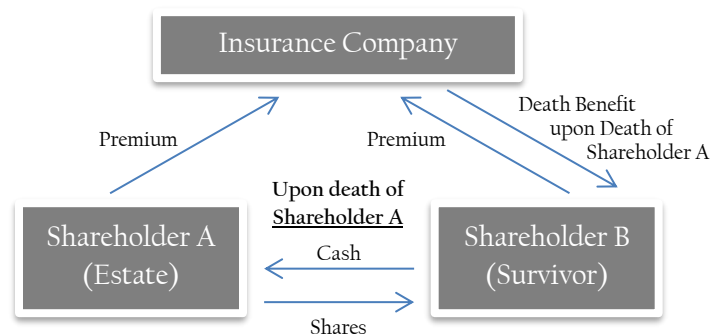 Insurance Company
Premium
Premium
Death Benefit
upon Death of
Shareholder A
Upon death of
Shareholder A
Shareholder A
(Estate)
Cash
Shareholder B
(Survivor)
Shares